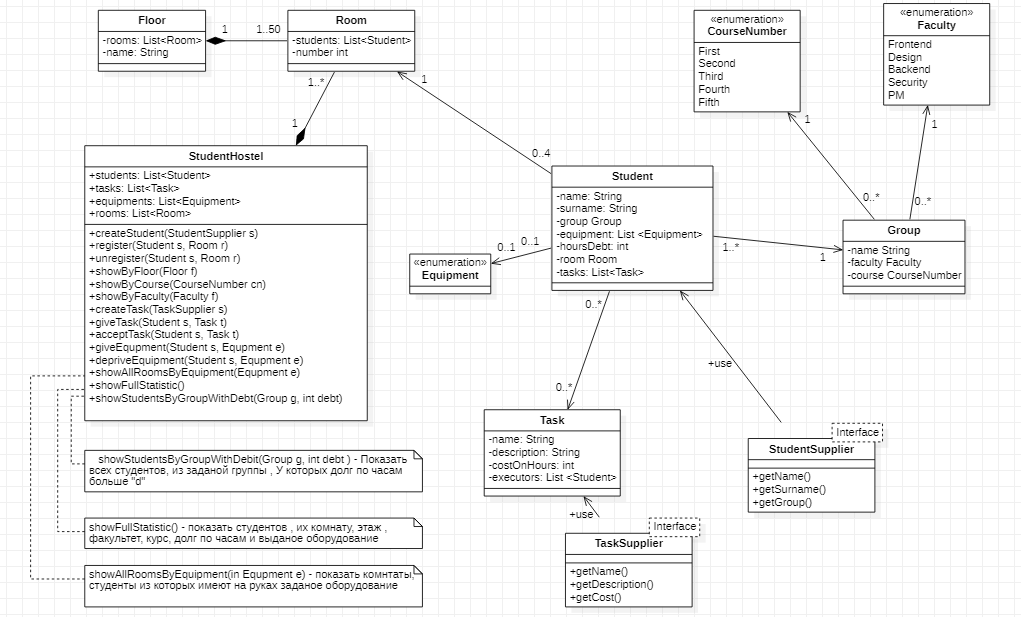 Floor
-rooms: List<Room>
-name: String
1
1..50
Room
-students: List<Student>
-number int
1..*
1
1
0..4
«enumeration»
CourseNumber
First
Second
Third
Fourth
Fifth
1
«enumeration»
Faculty
Frontend
Design
Backend
Security
PM
1
StudentHostel
+students: List<Student>
+tasks: List<Task>
+equipments: List<Equipment>
+rooms: List<Room>
+createStudent(StudentSupplier s)
+register(Student s, Room r)
+unregister(Student s, Room r)
+showByFloor(Floor f)
+showByCourse(CourseNumber cn)
+showByFaculty(Faculty f)
+createTask(TaskSupplier s)
+giveTask(Student s, Task t)
+acceptTask(Student s, Task t)
+giveEqupment(Student s, Equpment e)
+depriveEquipment(Student s, Equpment e)
+showAllRoomsByEquipment(Equpment e)
+showFullStatistic()
+showStudentsByGroupWithDebt(Group g, int debt)
Student
-name: String
-surname: String
-group Group
-equipment: List <Equipment>
-hoursDebt: int
-room Room
-tasks: List<Task>
0..1
0..1
«enumeration»
Equipment
1..*
1
0..*
0..*
Group
-name String
-faculty Faculty
-course CourseNumber
0..*
0..*
+use
Task
-name: String
-description: String
-costOnHours: int
-executors: List <Student>
Interface
StudentSupplier
+getName()
+getSurname()
+getGroup()
+use
Interface
TaskSupplier
+getName()
+getDescription()
+getCost()
showStudentsByGroupWithDebit(Group g, int debt ) - Показать
всех студентов, из заданой группы , У которых долг по часам
больше "d"
showFullStatistic() - показать студентов , их комнату, этаж ,
факультет, курс, долг по часам и выданое оборудование
showAllRoomsByEquipment(in Equpment e) - показать комнтаты,
студенты из которых имеют на руках заданое оборудование